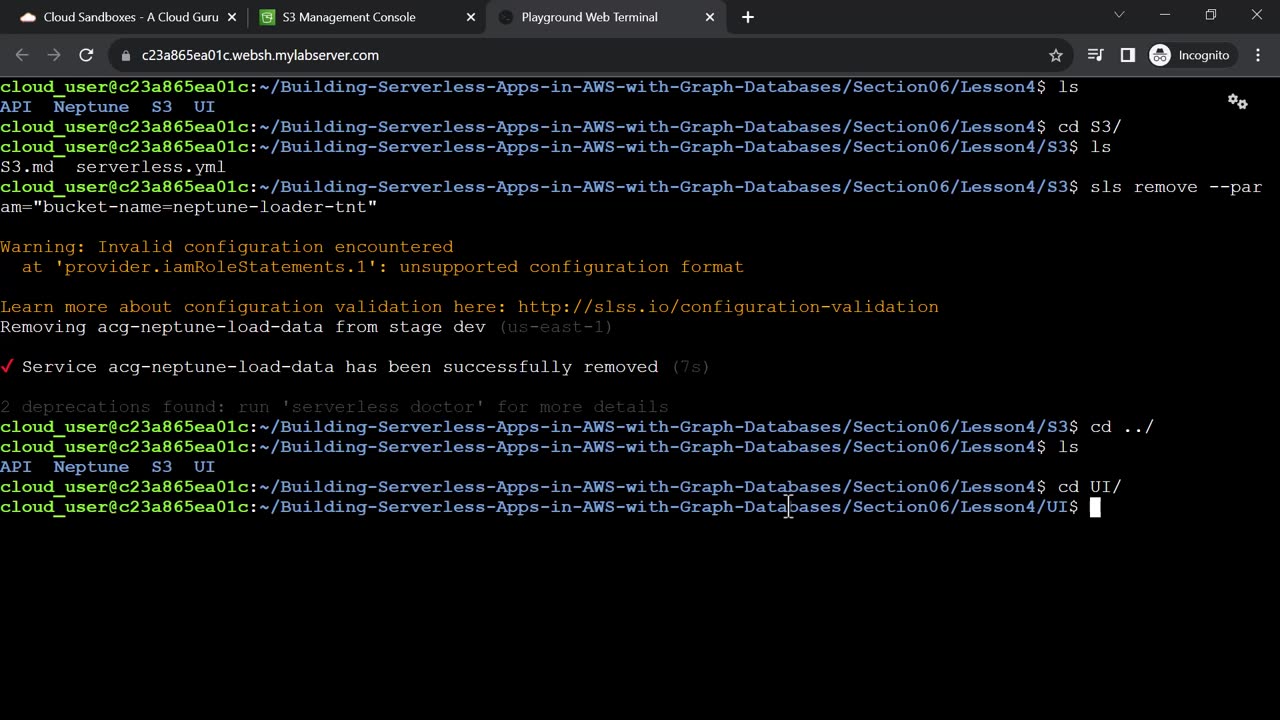 Cloud Sandboxes - A Cloud Guru
S3 Management Console
Playground Web Terminal
c23a865ea01c.websh.mylabserver.com
Incognito
cloud_user@c23a865ea01c:~/Building-Serverless-Apps-in-AWS-with-Graph-Databases/Section06/Lesson4$ ls
API  Neptune  S3  UI
cloud_user@c23a865ea01c:~/Building-Serverless-Apps-in-AWS-with-Graph-Databases/Section06/Lesson4$ cd S3/
cloud_user@c23a865ea01c:~/Building-Serverless-Apps-in-AWS-with-Graph-Databases/Section06/Lesson4/S3$ ls
S3.md  serverless.yml
cloud_user@c23a865ea01c:~/Building-Serverless-Apps-in-AWS-with-Graph-Databases/Section06/Lesson4/S3$ sls remove --par
am="bucket-name=neptune-loader-tnt"
Warning: Invalid configuration encountered
at 'provider.iamRoleStatements.1': unsupported configuration format
Learn more about configuration validation here: http://slss.io/configuration-validation
Removing acg-neptune-load-data from stage dev (us-east-1)
✓ Service acg-neptune-load-data has been successfully removed (7s)
2 deprecations found: run 'serverless doctor' for more details
cloud_user@c23a865ea01c:~/Building-Serverless-Apps-in-AWS-with-Graph-Databases/Section06/Lesson4/S3$ cd ../
cloud_user@c23a865ea01c:~/Building-Serverless-Apps-in-AWS-with-Graph-Databases/Section06/Lesson4$ ls
API  Neptune  S3  UI
cloud_user@c23a865ea01c:~/Building-Serverless-Apps-in-AWS-with-Graph-Databases/Section06/Lesson4$ cd UI/
cloud_user@c23a865ea01c:~/Building-Serverless-Apps-in-AWS-with-Graph-Databases/Section06/Lesson4/UI$